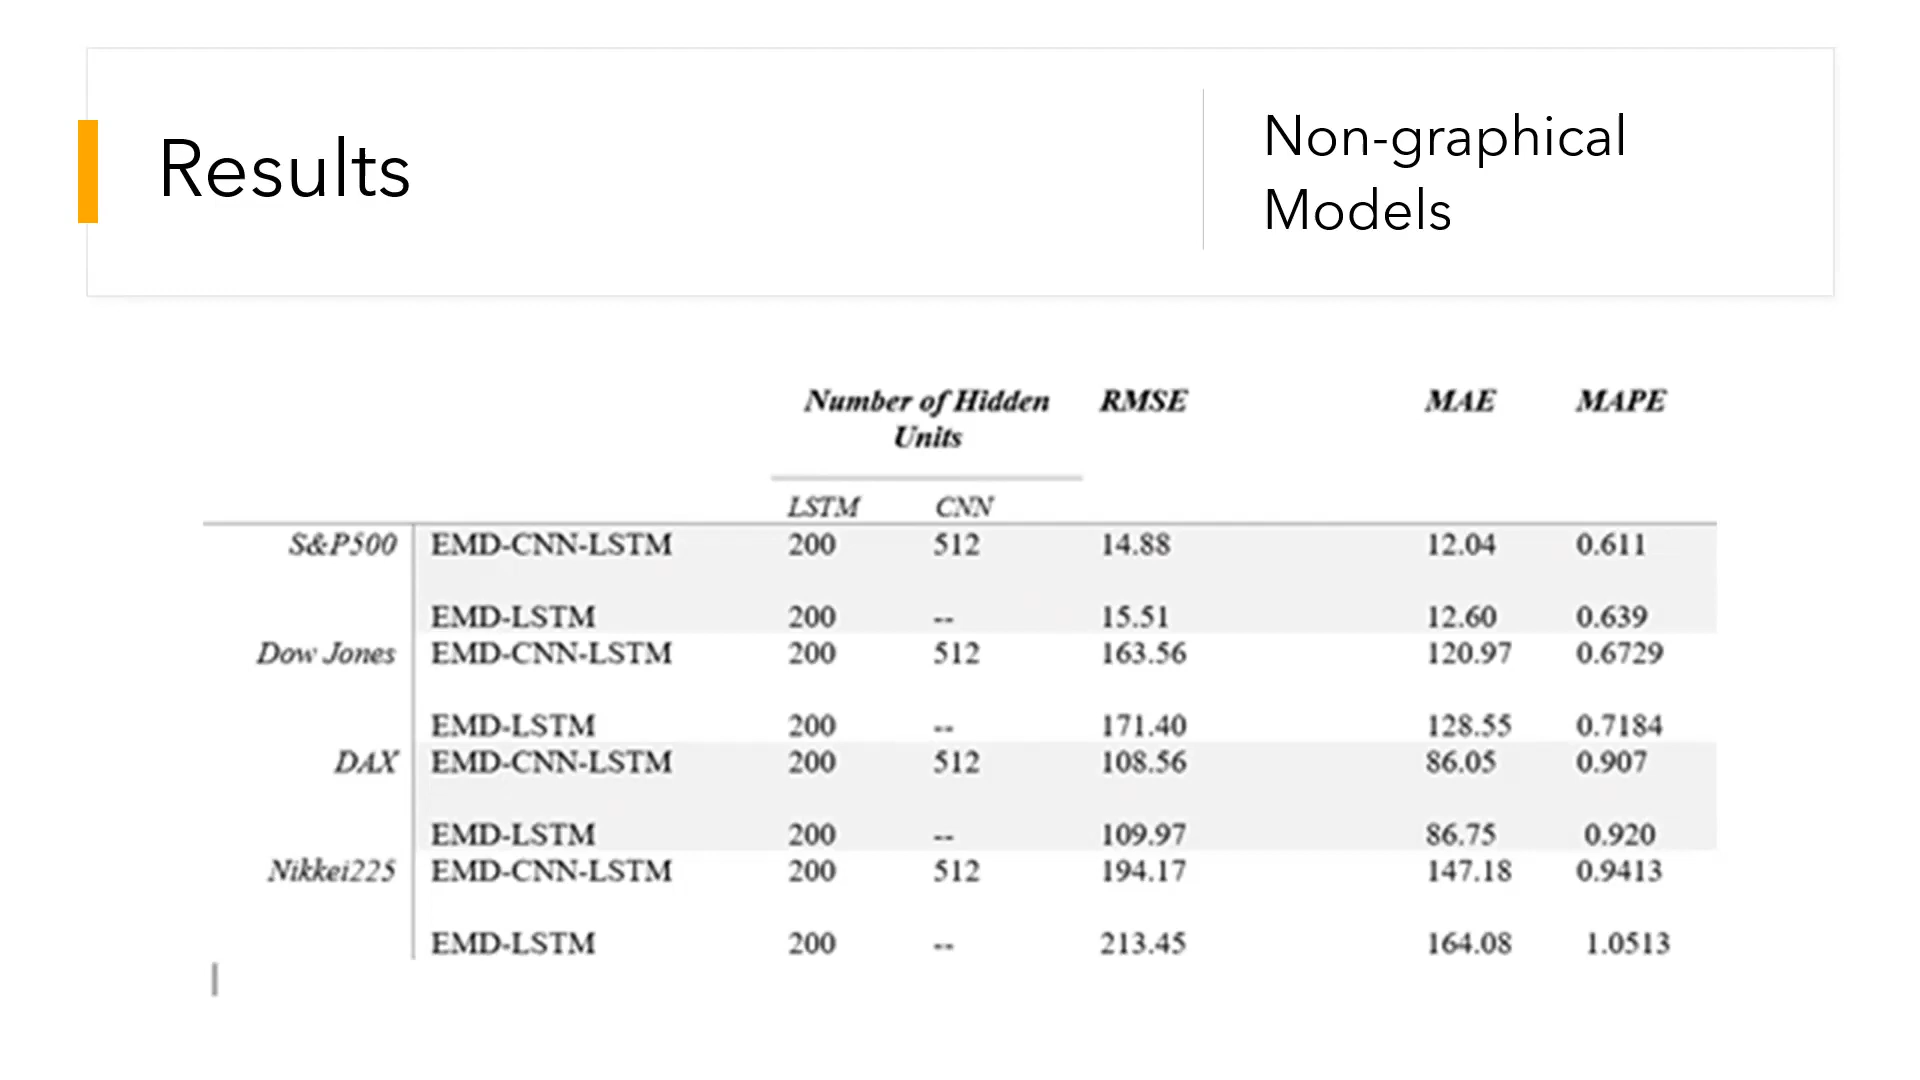 Results
Non-graphical
Models
Number of Hidden RMSE MAE MAPE
Units
LSTM CNN
S&P500 EMD-CNN-LSTM 200 512 14.88 12.04 0.611
EMD-LSTM 200 -- 15.51 12.60 0.639
Dow Jones EMD-CNN-LSTM 200 512 163.56 120.97 0.6729
EMD-LSTM 200 -- 171.40 128.55 0.7184
DAX EMD-CNN-LSTM 200 512 108.56 86.05 0.907
EMD-LSTM 200 -- 109.97 86.75 0.920
Nikkei225 EMD-CNN-LSTM 200 512 194.17 147.18 0.9413
EMD-LSTM 200 -- 213.45 164.08 1.0513